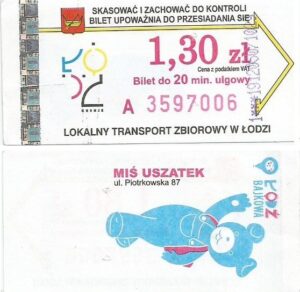 SKASOWAĆ I ZACHOWAĆ DO KONTROLI
BILET UPOWAŻNIA DO PRZESIADANIA SIĘ
1,30 zł
Cena z podatkiem VAT
Bilet do 20 min. ulgowy
A 3597006
LOKALNY TRANSPORT ZBIOROWY W ŁODZI
MIŚ USZATEK
ul. Piotrkowska 87
ŁÓDŹ
BAJKOWA